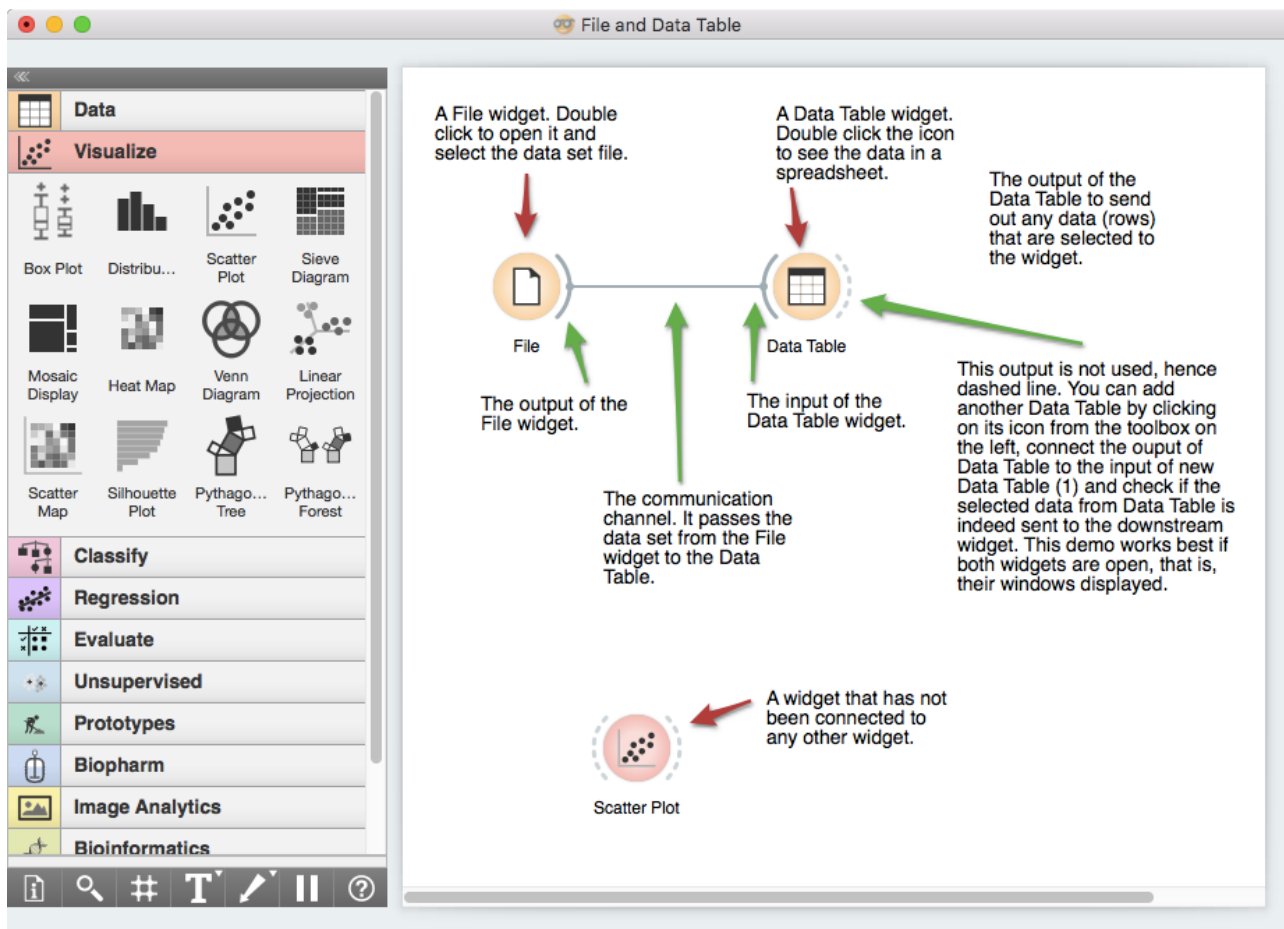 File and Data Table
Data
Visualize
Box Plot
Distribu...
Scatter
Plot
Sieve
Diagram
Mosaic
Display
Heat Map
Venn
Diagram
Linear
Projection
Scatter
Map
Silhouette
Plot
Pythago...
Tree
Pythago...
Forest
Classify
Regression
Evaluate
Unsupervised
Prototypes
Biopharm
Image Analytics
Bioinformatics
A File widget. Double
click to open it and
select the data set file.
A Data Table widget.
Double click the icon
to see the data in a
spreadsheet.
The output of the
Data Table to send
out any data (rows)
that are selected to
the widget.
File
Data Table
The output of the
File widget.
The input of the
Data Table widget.
This output is not used, hence
dashed line. You can add
another Data Table by clicking
on its icon from the toolbox on
the left, connect the ouput of
Data Table to the input of new
Data Table (1) and check if the
selected data from Data Table is
indeed sent to the downstream
widget. This demo works best if
both widgets are open, that is,
their windows displayed.
The communication
channel. It passes the
data set from the File
widget to the Data
Table.
A widget that has not
been connected to
any other widget.
Scatter Plot